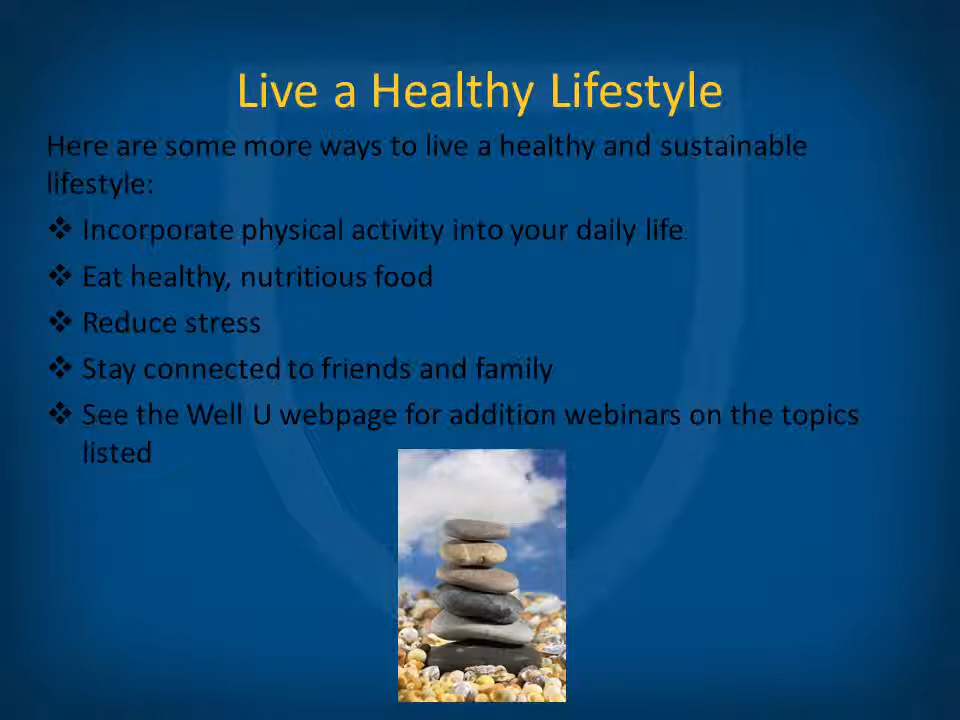 Live a Healthy Lifestyle
Here are some more ways to live a healthy and sustainable
lifestyle:
❖ Incorporate physical activity into your daily life
❖ Eat healthy, nutritious food
❖ Reduce stress
❖ Stay connected to friends and family
❖ See the Well U webpage for addition webinars on the topics
listed